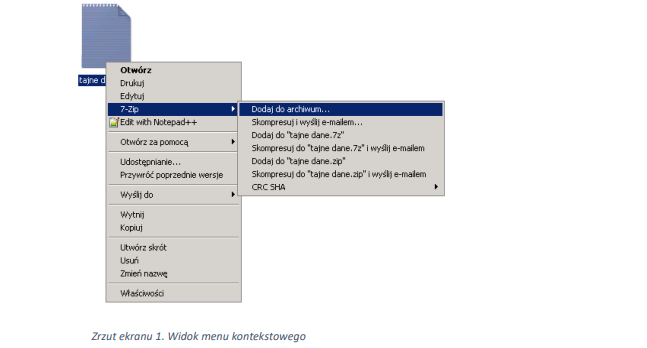 tajne d
Otwórz
Drukuj
Edytuj
7-Zip
Edit with Notepad++
Otwórz za pomocą
Udostępnianie...
Przywróć poprzednie wersje
Wyślij do
Wytnij
Kopiuj
Utwórz skrót
Usuń
Zmień nazwę
Właściwości
Dodaj do archiwum...
Skompresuj i wyślij e-mailem...
Dodaj do "tajne dane.7z"
Skompresuj do "tajne dane.7z" i wyślij e-mailem
Dodaj do "tajne dane.zip"
Skompresuj do "tajne dane.zip" i wyślij e-mailem
CRC SHA
Zrzut ekranu 1. Widok menu kontekstowego